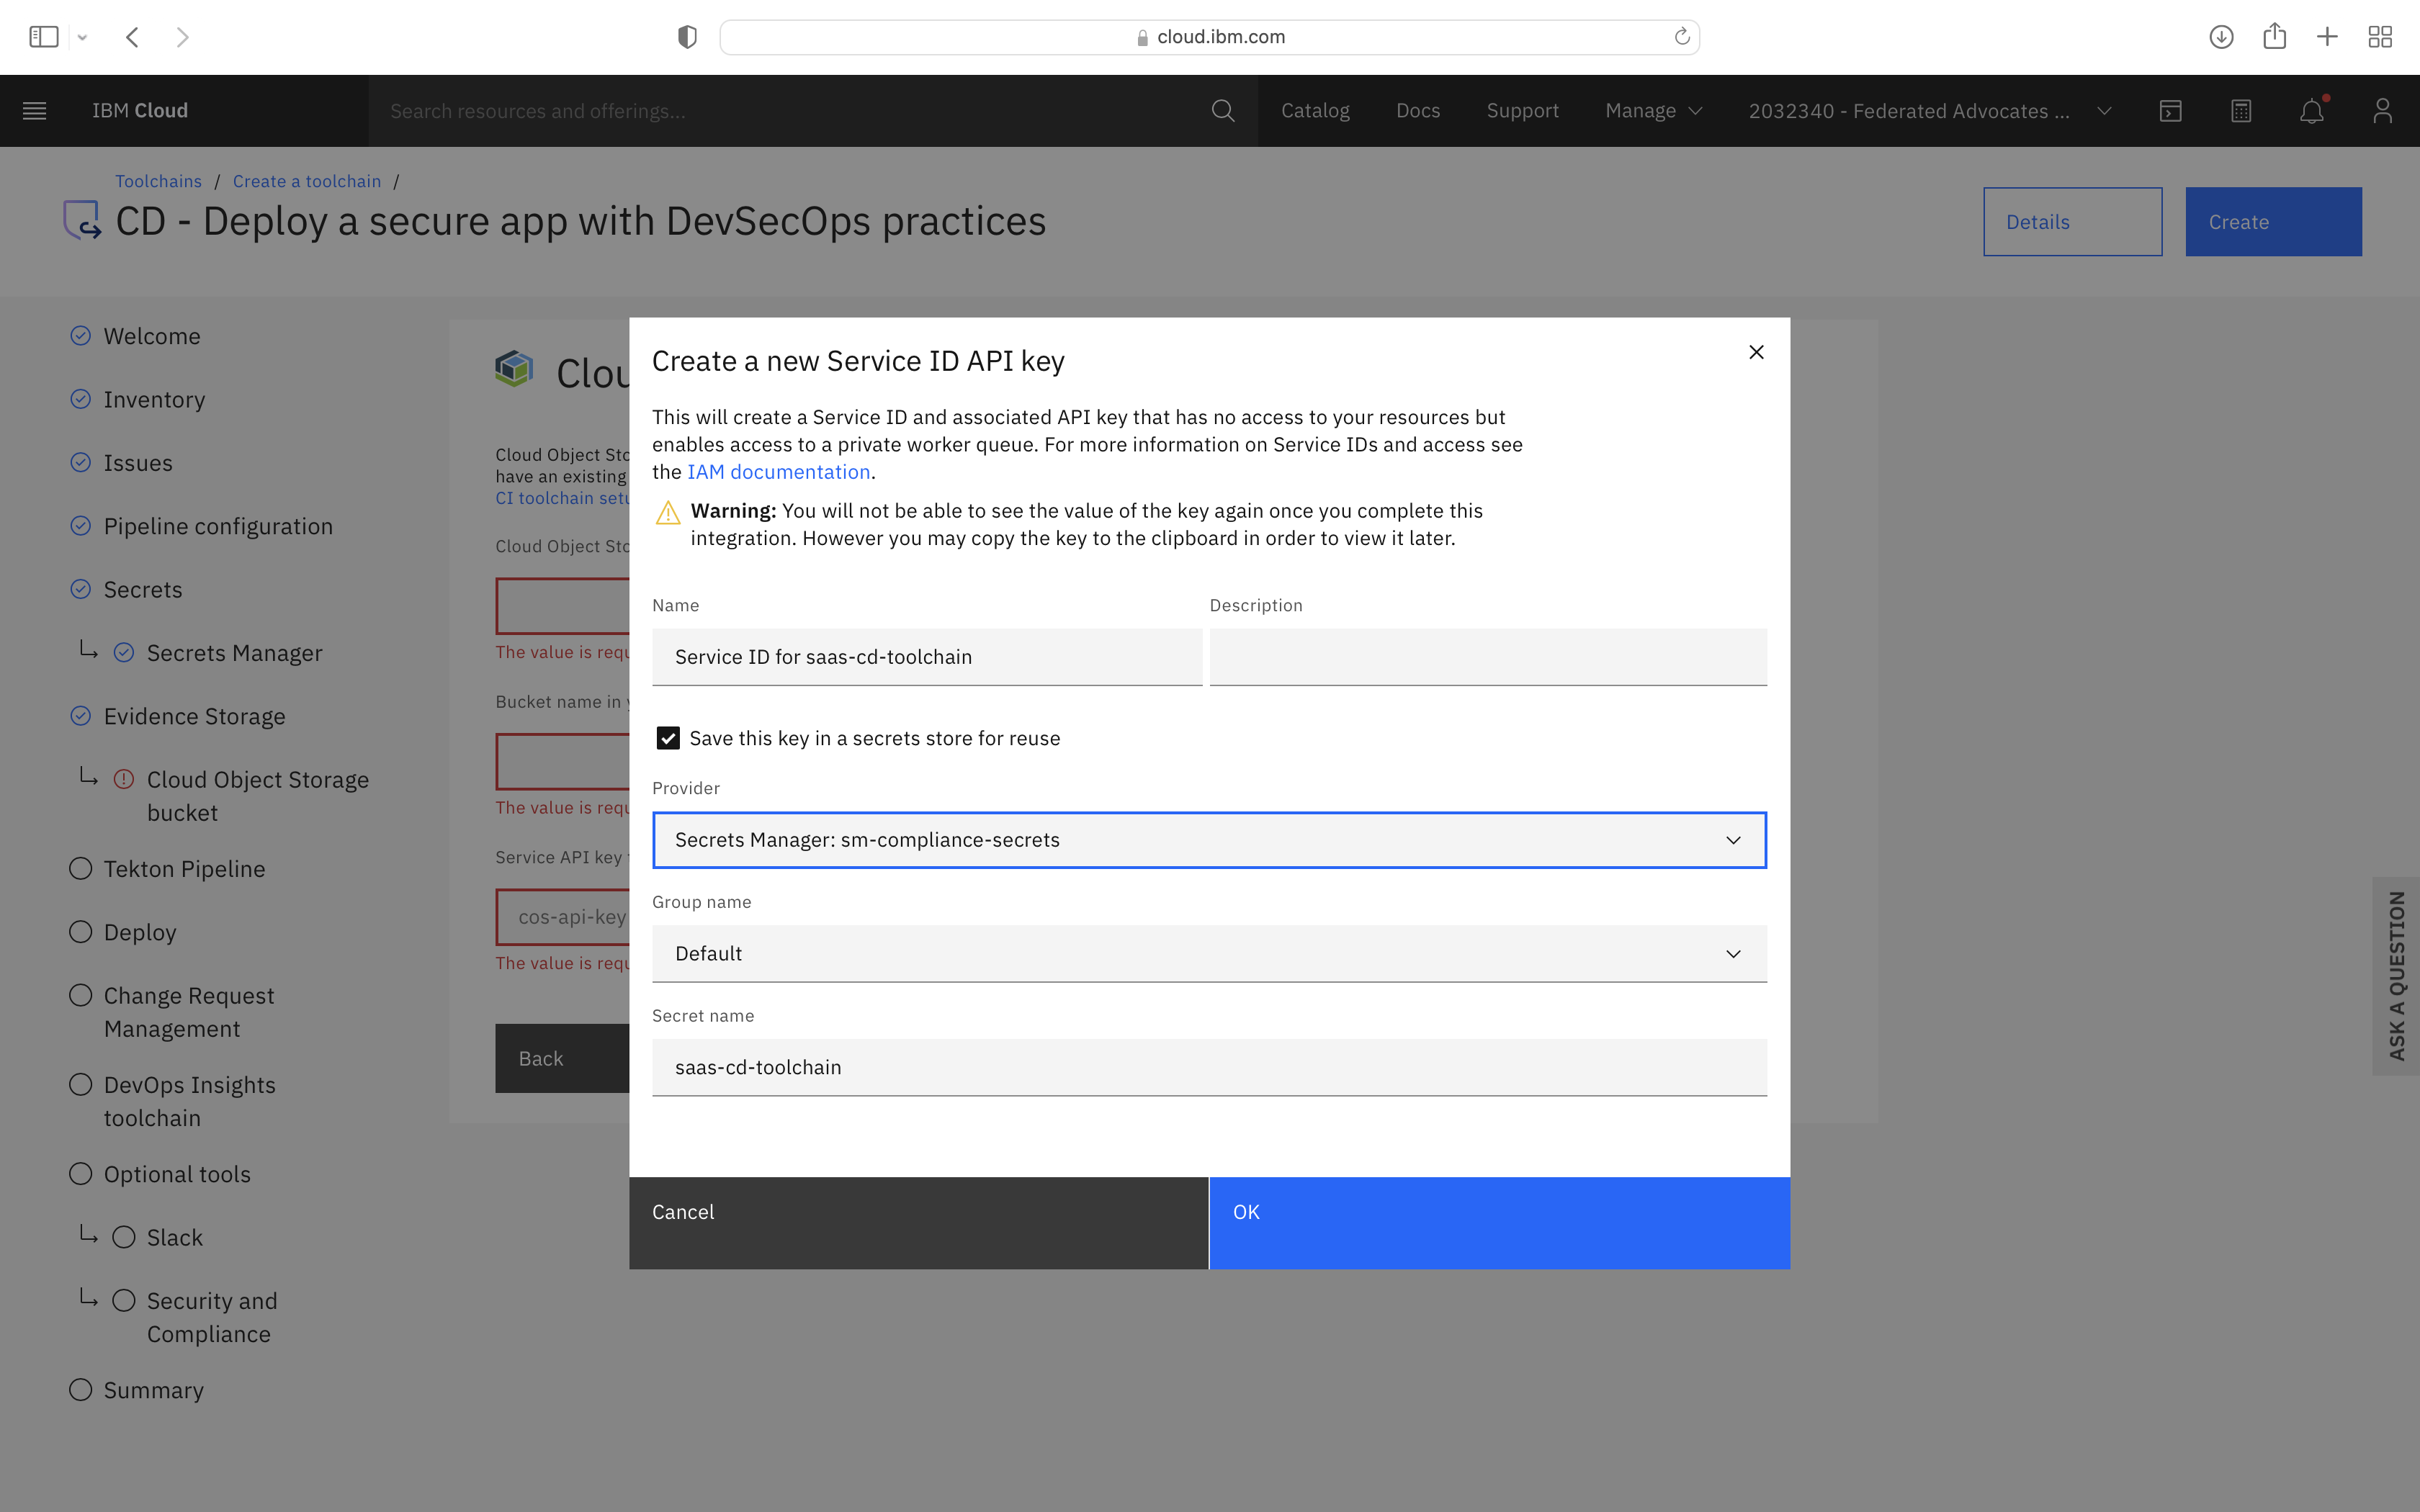 cloud.ibm.com
IBM Cloud
Search resources and offerings...
Catalog
Docs
Support
Manage
2032340 - Federated Advocates ...
Toolchains / Create a toolchain /
CD - Deploy a secure app with DevSecOps practices
Details
Create
Welcome
Inventory
Issues
Pipeline configuration
Secrets
Secrets Manager
Evidence Storage
Cloud Object Storage
bucket
Tekton Pipeline
Deploy
Change Request
Management
DevOps Insights
toolchain
Optional tools
Slack
Security and
Compliance
Summary
Clou
Cloud Object Sto
have an existing
CI toolchain setu
Cloud Object Sto
The value is requ
Bucket name in y
The value is requ
Service API key
cos-api-key
The value is requ
Back
Create a new Service ID API key
This will create a Service ID and associated API key that has no access to your resources but
enables access to a private worker queue. For more information on Service IDs and access see
the IAM documentation.
Warning: You will not be able to see the value of the key again once you complete this
integration. However you may copy the key to the clipboard in order to view it later.
Name
Description
Service ID for saas-cd-toolchain
Save this key in a secrets store for reuse
Provider
Secrets Manager: sm-compliance-secrets
Group name
Default
Secret name
saas-cd-toolchain
Cancel
OK
ASK A QUESTION